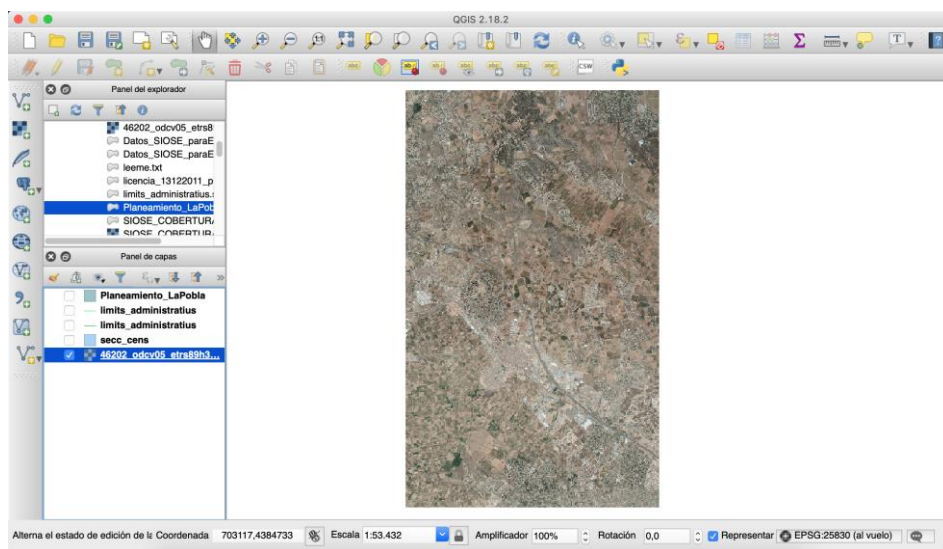 QGIS 2.18.2
CSW
Panel del explorador
46202_odcv05_etrs8
Datos_SIOSE_paraE
Datos_SIOSE_paraE
leeme.txt
licencia_13122011_p
limits_administratius.s
Planeamiento_LaPob
SIOSE_COBERTURA
SIOSE_COBERTUR
Panel de capas
Planeamiento_LaPobla
limits_administratius
limits_administratius
secc_cens
46202_odcv05_etrs89h3...
Alterna el estado de edición de la Coordenada 703117,4384733 Escala 1:53.432 Amplificador 100% Rotación 0,0 Representar EPSG:25830 (al vuelo)